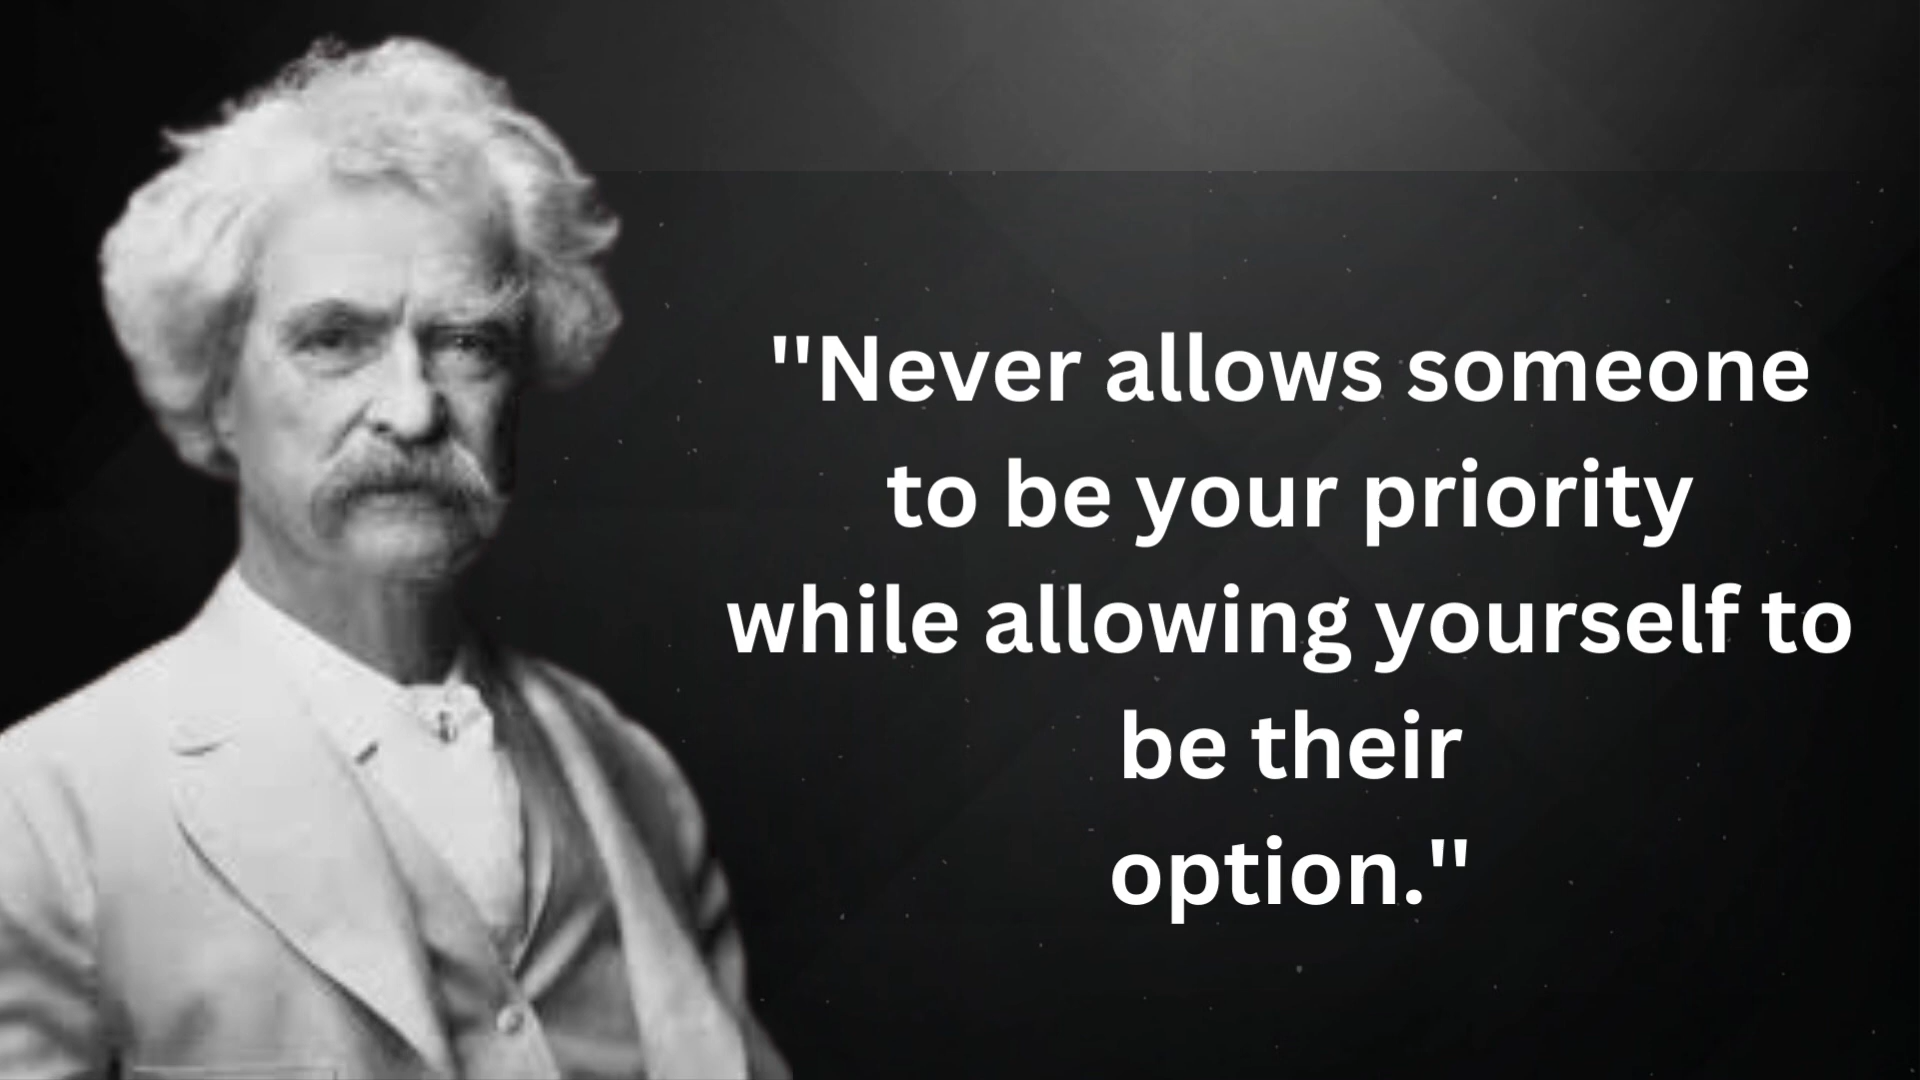 "Never allows someone
to be your priority
while allowing yourself to
be their
option."